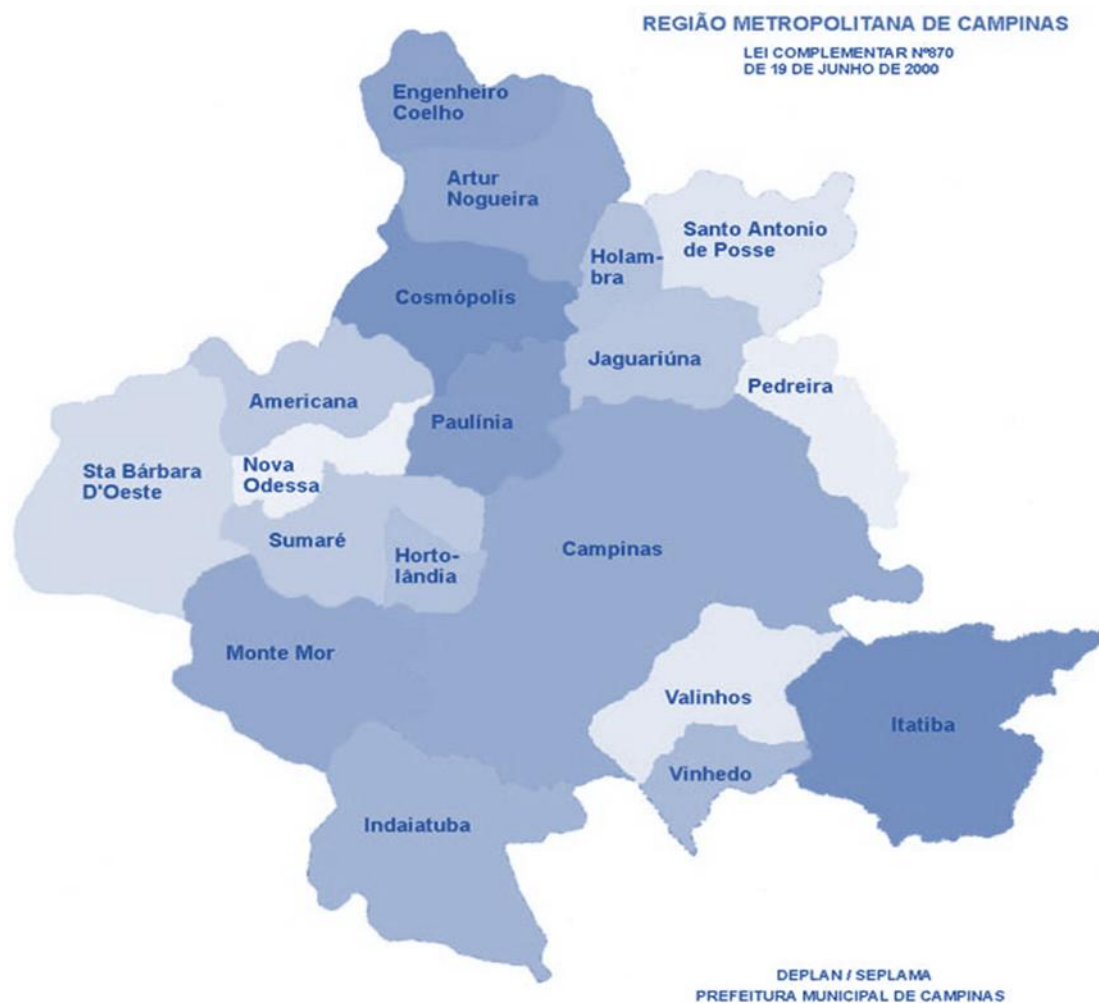 REGIÃO METROPOLITANA DE CAMPINAS
LEI COMPLEMENTAR Nº870
DE 19 DE JUNHO DE 2000
Engenheiro
Coelho
Artur
Nogueira
Santo Antonio
de Posse
Holam-
bra
Cosmópolis
Jaguariúna
Pedreira
Americana
Paulínia
Nova
Odessa
Sta Bárbara
D'Oeste
Sumaré
Horto-
lândia
Campinas
Monte Mor
Valinhos
Itatiba
Vinhedo
Indaiatuba
DEPLAN / SEPLAMA
PREFEITURA MUNICIPAL DE CAMPINAS